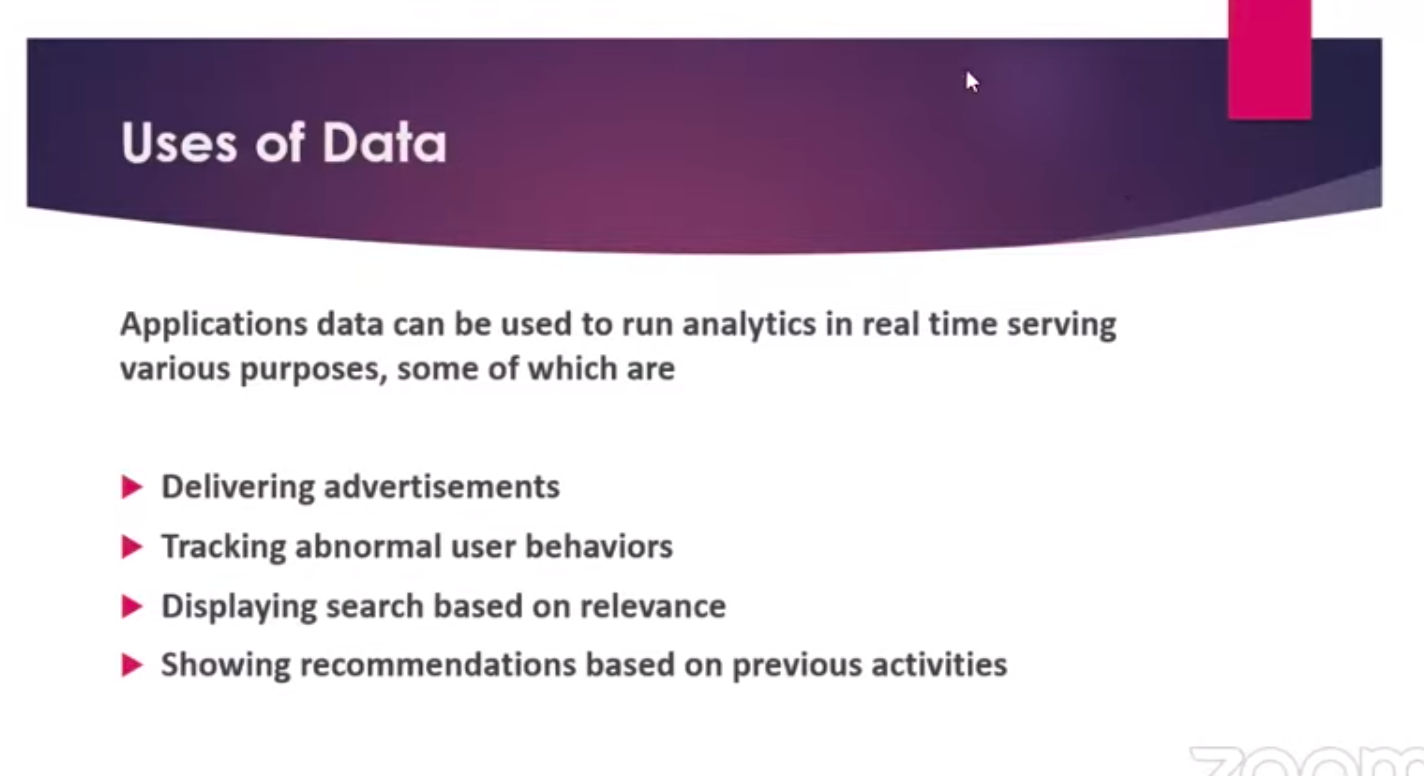 Uses of Data
Applications data can be used to run analytics in real time serving
various purposes, some of which are
Delivering advertisements
Tracking abnormal user behaviors
Displaying search based on relevance
Showing recommendations based on previous activities
zoom